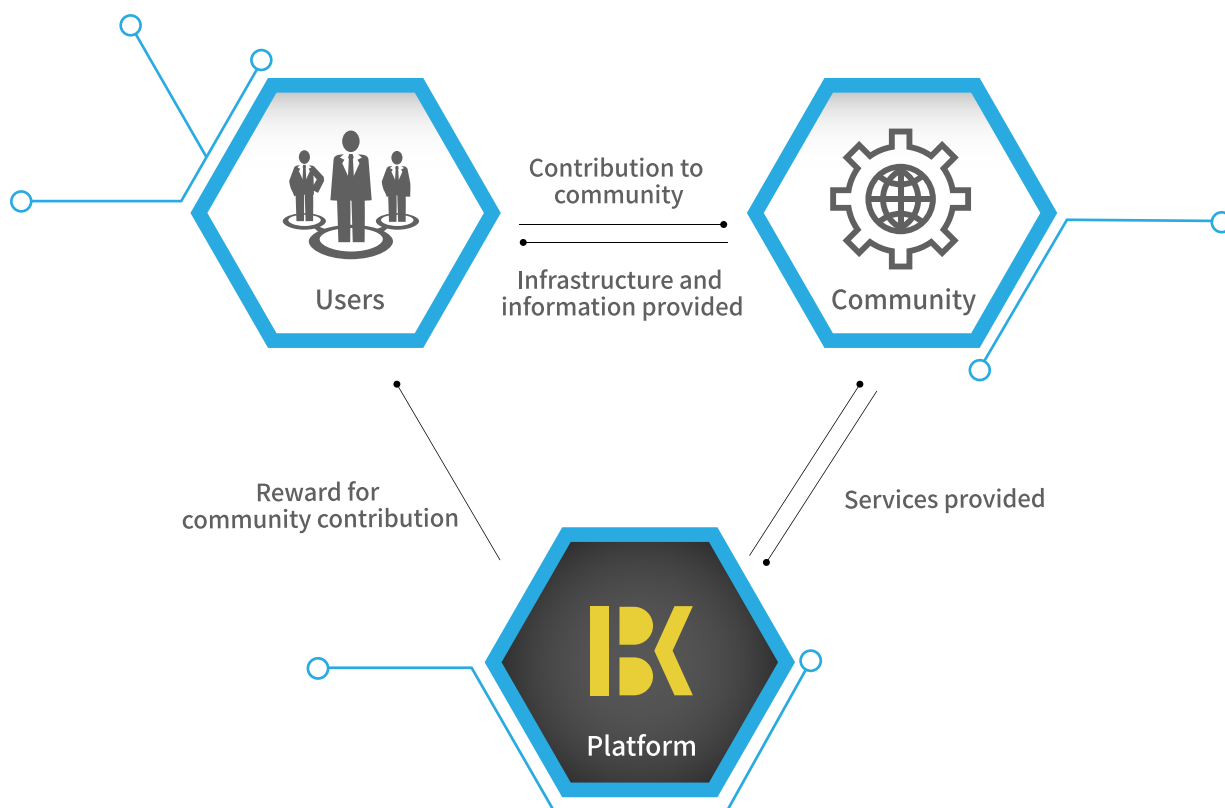 Contribution to
community
Users
Infrastructure and
information provided
Community
Reward for
community contribution
Services provided
BK
Platform